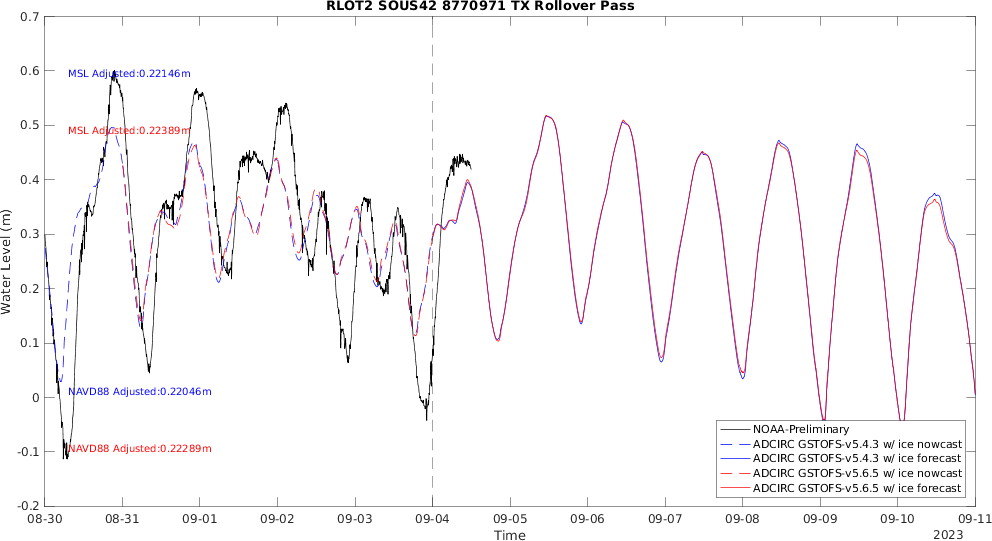 RLOT2 SOUS42 8770971 TX Rollover Pass
0.7
0.6
0.5
0.4
0.3
0.2
0.1
0
-0.1
-0.2
Water Level (m)
MSL Adjusted:0.22146m
MSL Adjusted:0.22389m
NAVD88 Adjusted:0.22046m
NAVD88 Adjusted:0.22289m
NOAA-Preliminary
ADCIRC GSTOFS-v5.4.3 w/ ice nowcast
ADCIRC GSTOFS-v5.4.3 w/ ice forecast
ADCIRC GSTOFS-v5.6.5 w/ ice nowcast
ADCIRC GSTOFS-v5.6.5 w/ ice forecast
08-30 08-31 09-01 09-02 09-03 09-04 09-05 09-06 09-07 09-08 09-09 09-10 09-11
Time
2023